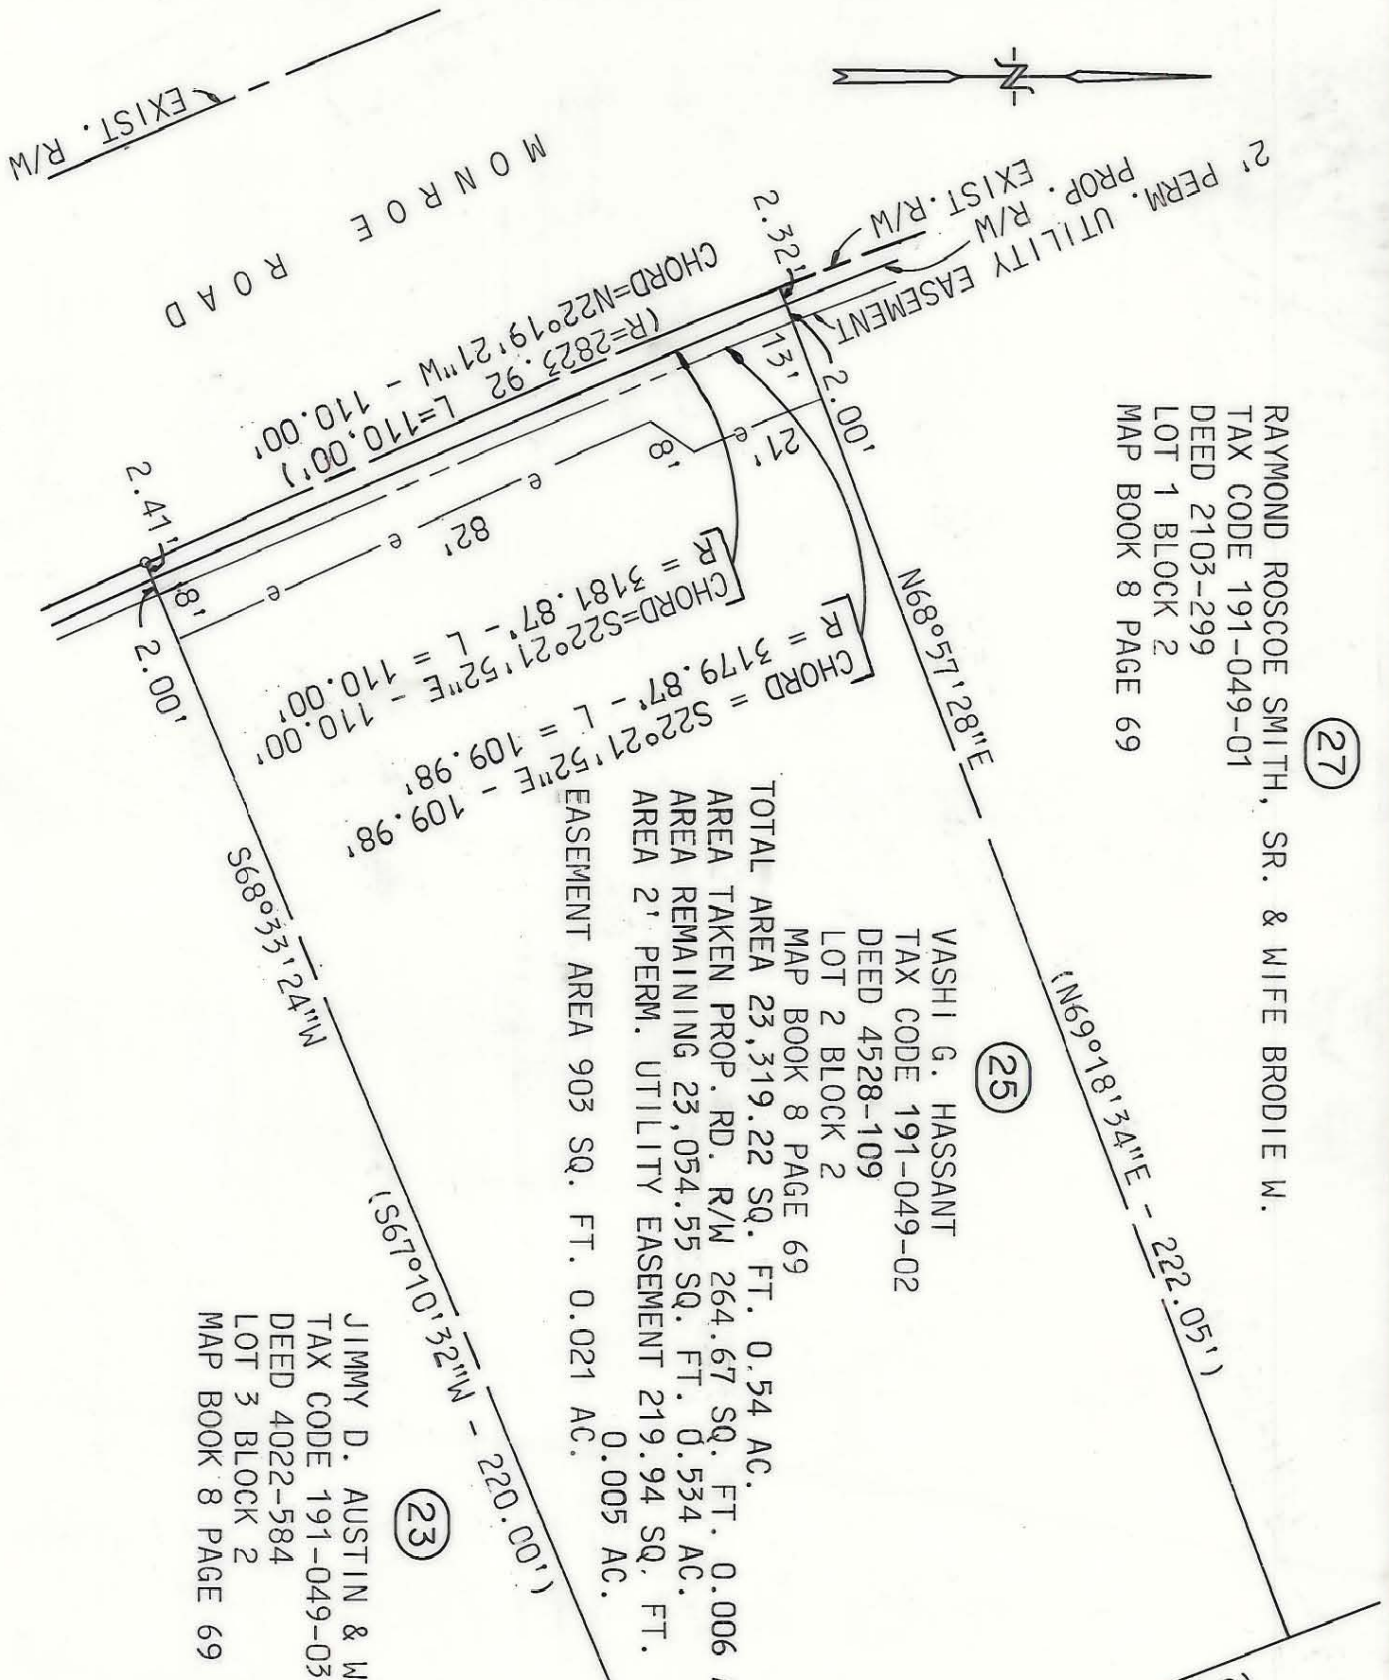 27
RAYMOND ROSCOE SMITH, SR. & WIFE BRODIE W.
TAX CODE 191-049-01
DEED 2103-299
LOT 1 BLOCK 2
MAP BOOK 8 PAGE 69
N
2' PERM. UTILITY EASEMENT
PROP. R/W
EXIST. R/W
EXIST. R/W
MONROE ROAD
2.32'
2.00'
13'
21'
8'
82'
8'
2.41'
2.00'
e
e
e
e
(R=2823.92 L=110.00')
CHORD=N22°19'21"W - 110.00'
CHORD=S22°21'52"E - 110.00'
R = 3181.87' - L = 110.00'
CHORD = S22°21'52"E - 109.98'
R = 3179.87' - L = 109.98'
N68°57'28"E
(N69°18'34"E - 222.05')
25
VASHI G. HASSANT
TAX CODE 191-049-02
DEED 4528-109
LOT 2 BLOCK 2
MAP BOOK 8 PAGE 69
TOTAL AREA 23,319.22 SQ. FT. 0.54 AC.
AREA TAKEN PROP. RD. R/W 264.67 SQ. FT. 0.006
AREA REMAINING 23,054.55 SQ. FT. 0.534 AC.
AREA 2' PERM. UTILITY EASEMENT 219.94 SQ. FT.
0.005 AC.
EASEMENT AREA 903 SQ. FT. 0.021 AC.
S68°33'24"W
(S67°10'32"W - 220.00')
23
JIMMY D. AUSTIN & W
TAX CODE 191-049-03
DEED 4022-584
LOT 3 BLOCK 2
MAP BOOK 8 PAGE 69